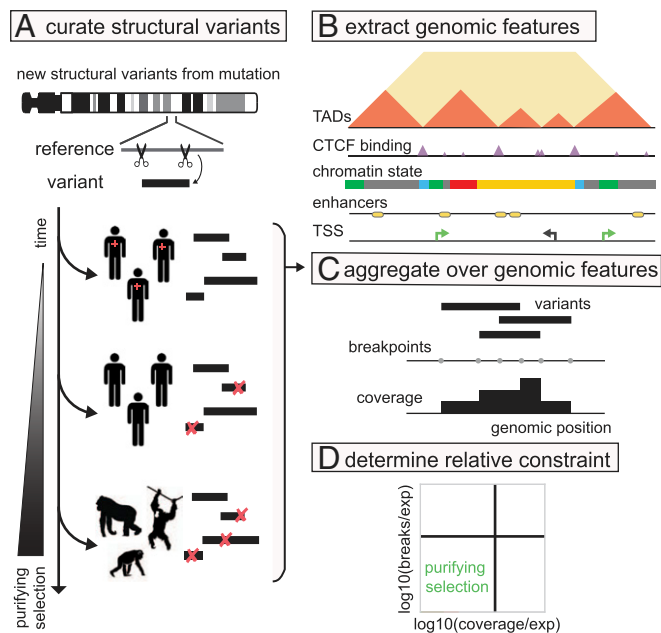 A curate structural variants
new structural variants from mutation
reference
variant
time
purifying
selection
B extract genomic features
TADs
CTCF binding
chromatin state
enhancers
TSS
C aggregate over genomic features
variants
breakpoints
coverage
genomic position
D determine relative constraint
log10(breaks/exp)
purifying
selection
log10(coverage/exp)